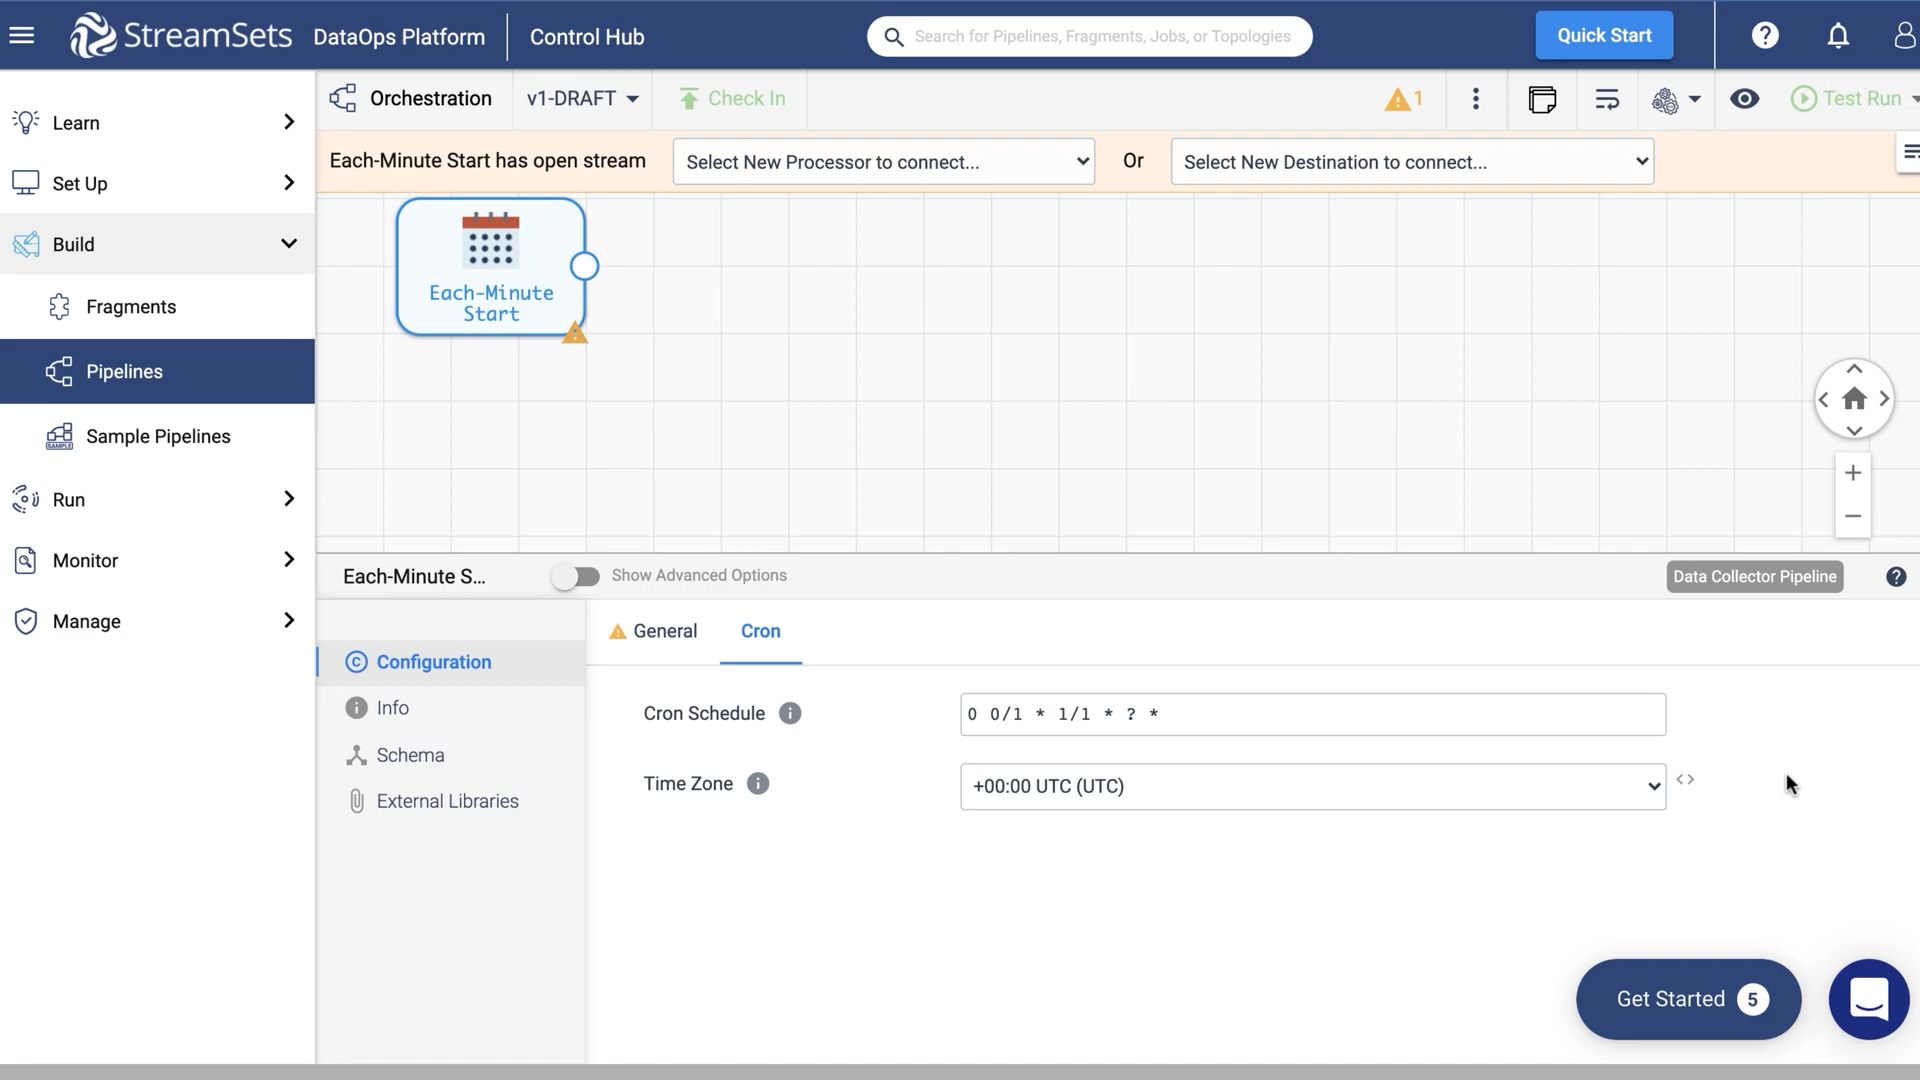 StreamSets DataOps Platform Control Hub
Search for Pipelines, Fragments, Jobs, or Topologies
Quick Start
Learn
Set Up
Build
Fragments
Pipelines
SAMPLE
Sample Pipelines
Run
Monitor
Manage
Orchestration v1-DRAFT Check In 1 Test Run
Each-Minute Start has open stream Select New Processor to connect... Or Select New Destination to connect...
Each-Minute
Start
Each-Minute S... Show Advanced Options Data Collector Pipeline
Configuration
Info
Schema
External Libraries
General Cron
Cron Schedule 0 0/1 * 1/1 * ? *
Time Zone +00:00 UTC (UTC)
Get Started 5